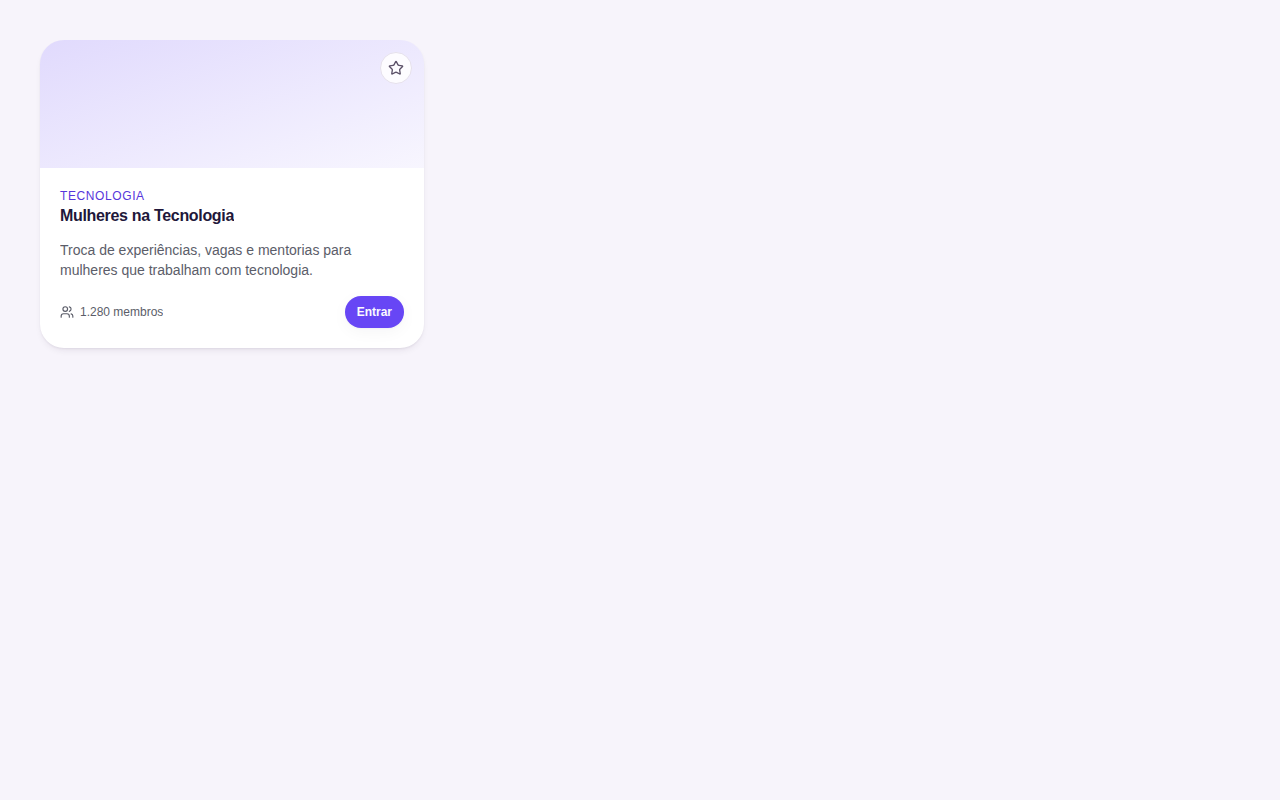 TECNOLOGIA
Mulheres na Tecnologia
Troca de experiências, vagas e mentorias para
mulheres que trabalham com tecnologia.
1.280 membros
Entrar